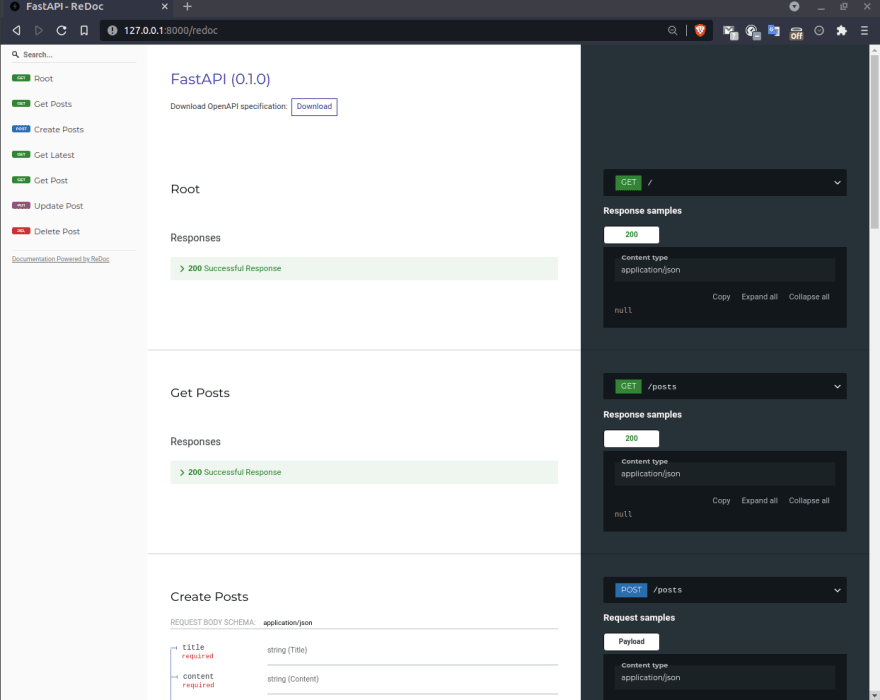 FastAPI - ReDoc
127.0.0.1:8000/redoc
Off
Search...
GET Root
GET Get Posts
POST Create Posts
GET Get Latest
GET Get Post
PUT Update Post
DEL Delete Post
Documentation Powered by ReDoc
FastAPI (0.1.0)
Download OpenAPI specification: Download
Root
Responses
200 Successful Response
GET /
Response samples
200
Content type
application/json
Copy Expand all Collapse all
null
Get Posts
Responses
200 Successful Response
GET /posts
Response samples
200
Content type
application/json
Copy Expand all Collapse all
null
Create Posts
REQUEST BODY SCHEMA: application/json
title
required
string (Title)
content
required
string (Content)
POST /posts
Request samples
Payload
Content type
application/json